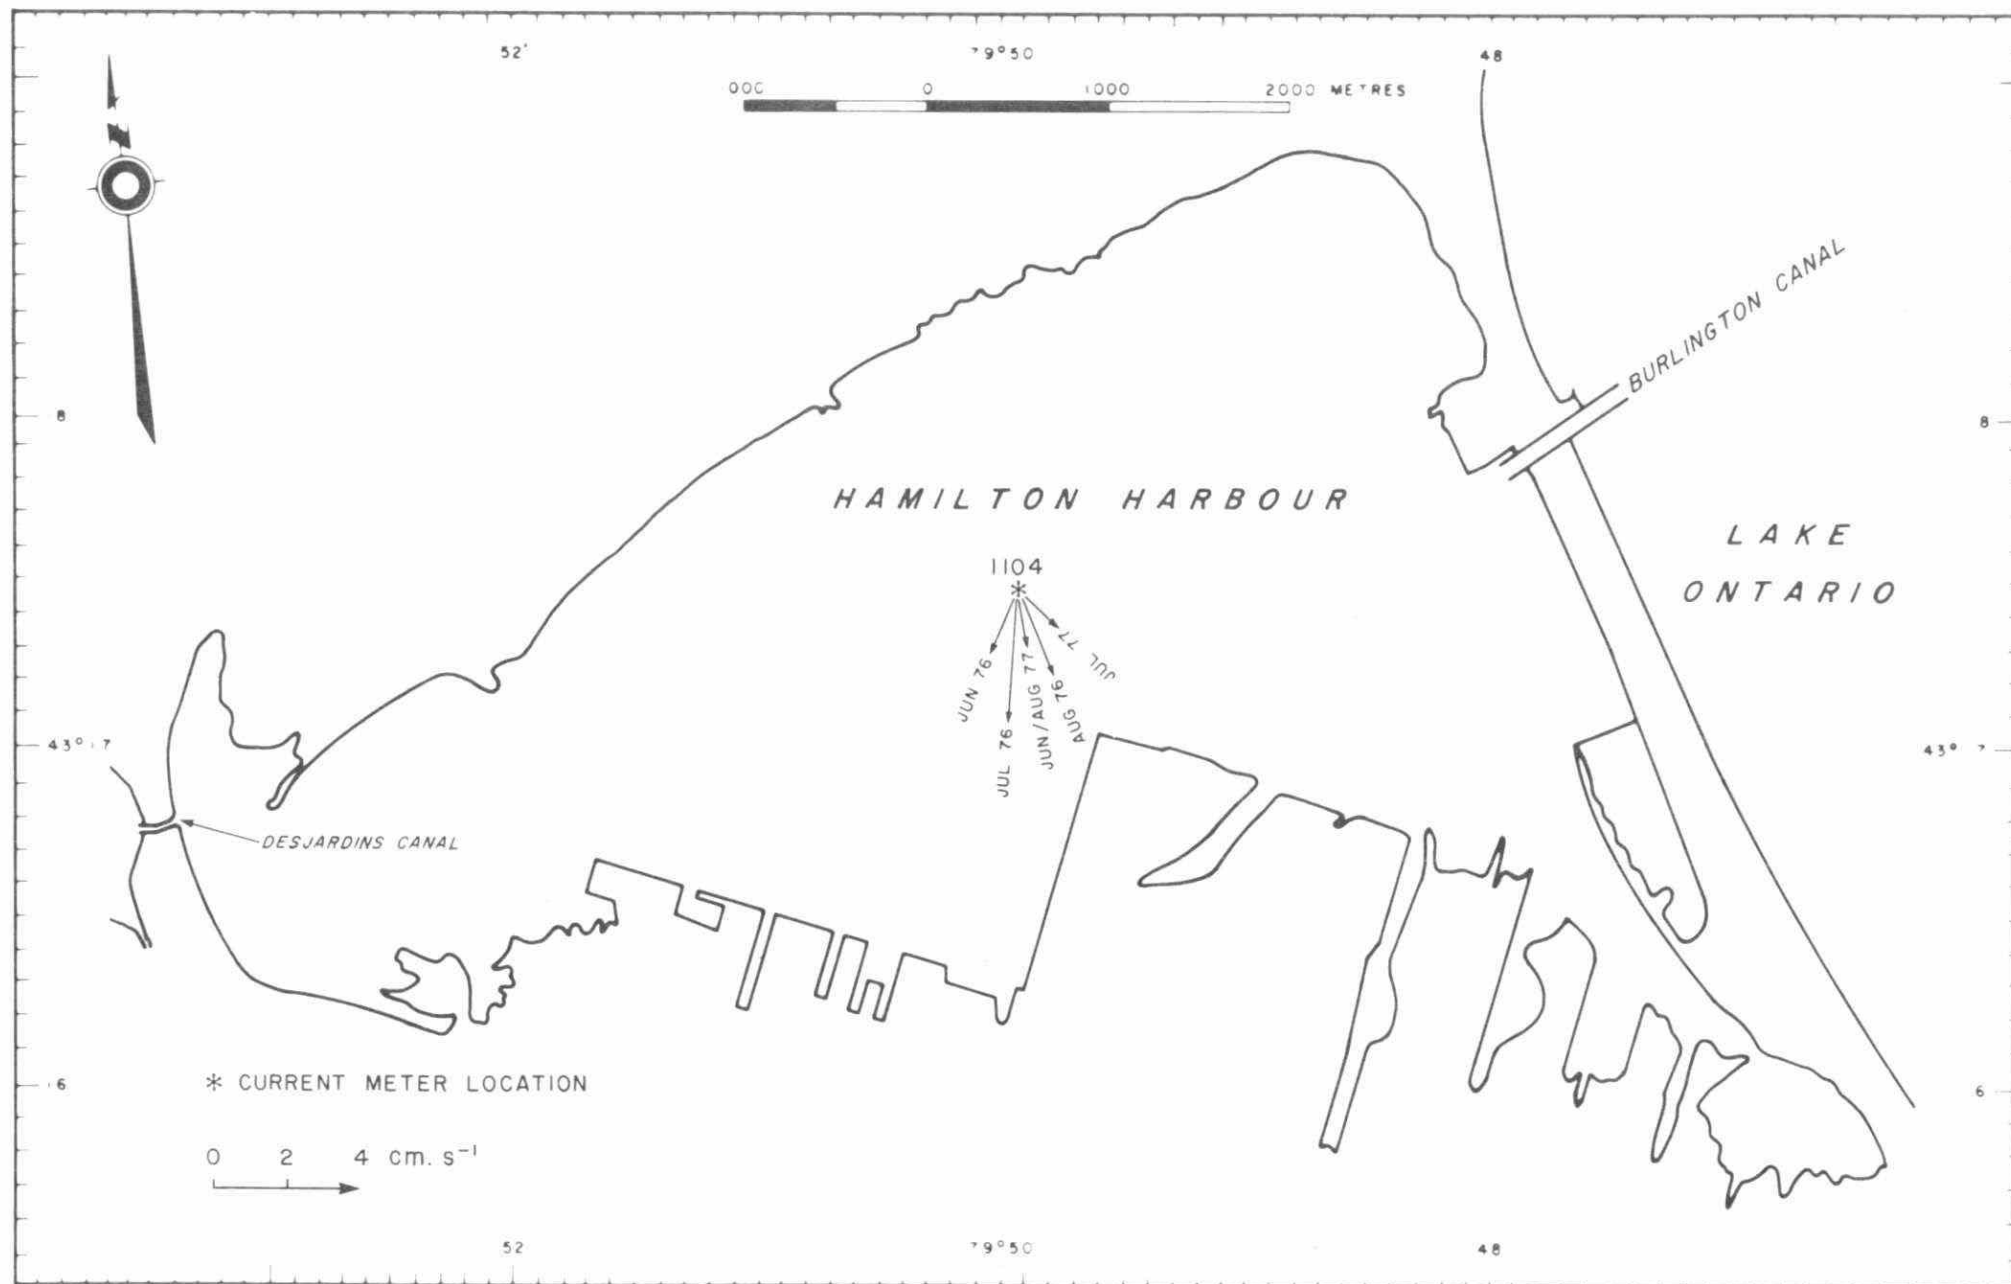 52'
79°50
48
000 0 1000 2000 METRES
N
8
8
BURLINGTON CANAL
HAMILTON HARBOUR
LAKE
ONTARIO
1104
JUN 76
JUL 76
JUN/AUG 77
AUG 76
JUL 77
43° 7
43° 7
DESJARDINS CANAL
* CURRENT METER LOCATION
6
6
0 2 4 cm. s⁻¹
52
79°50
48